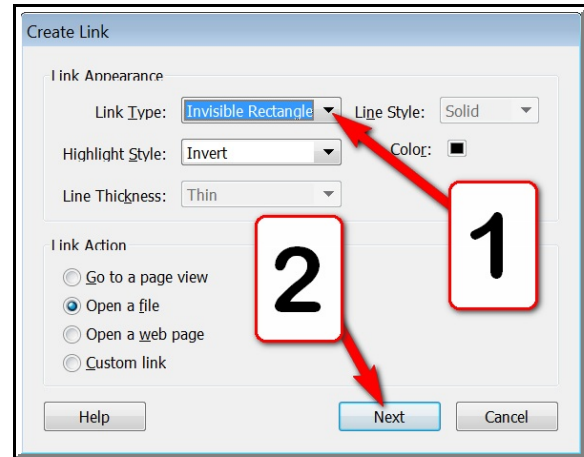 Create Link
Link Appearance
Link Type: Invisible Rectangle Line Style: Solid
Highlight Style: Invert Color:
Line Thickness: Thin
1
Link Action
2
Go to a page view
Open a file
Open a web page
Custom link
Help Next Cancel